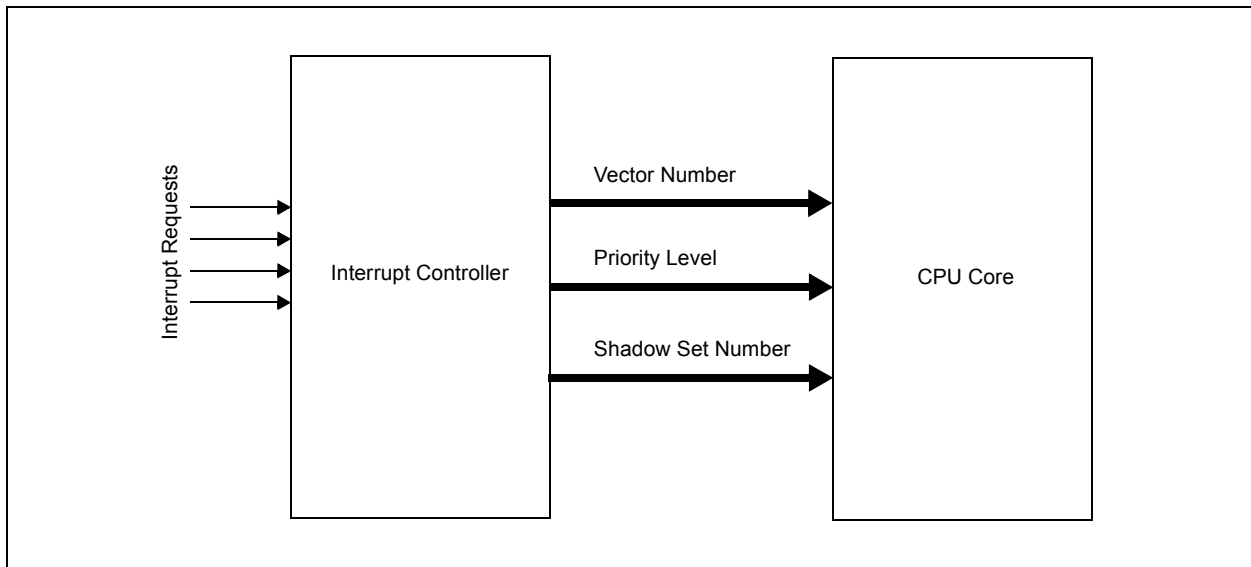 Interrupt Requests
Interrupt Controller
Vector Number
Priority Level
Shadow Set Number
CPU Core